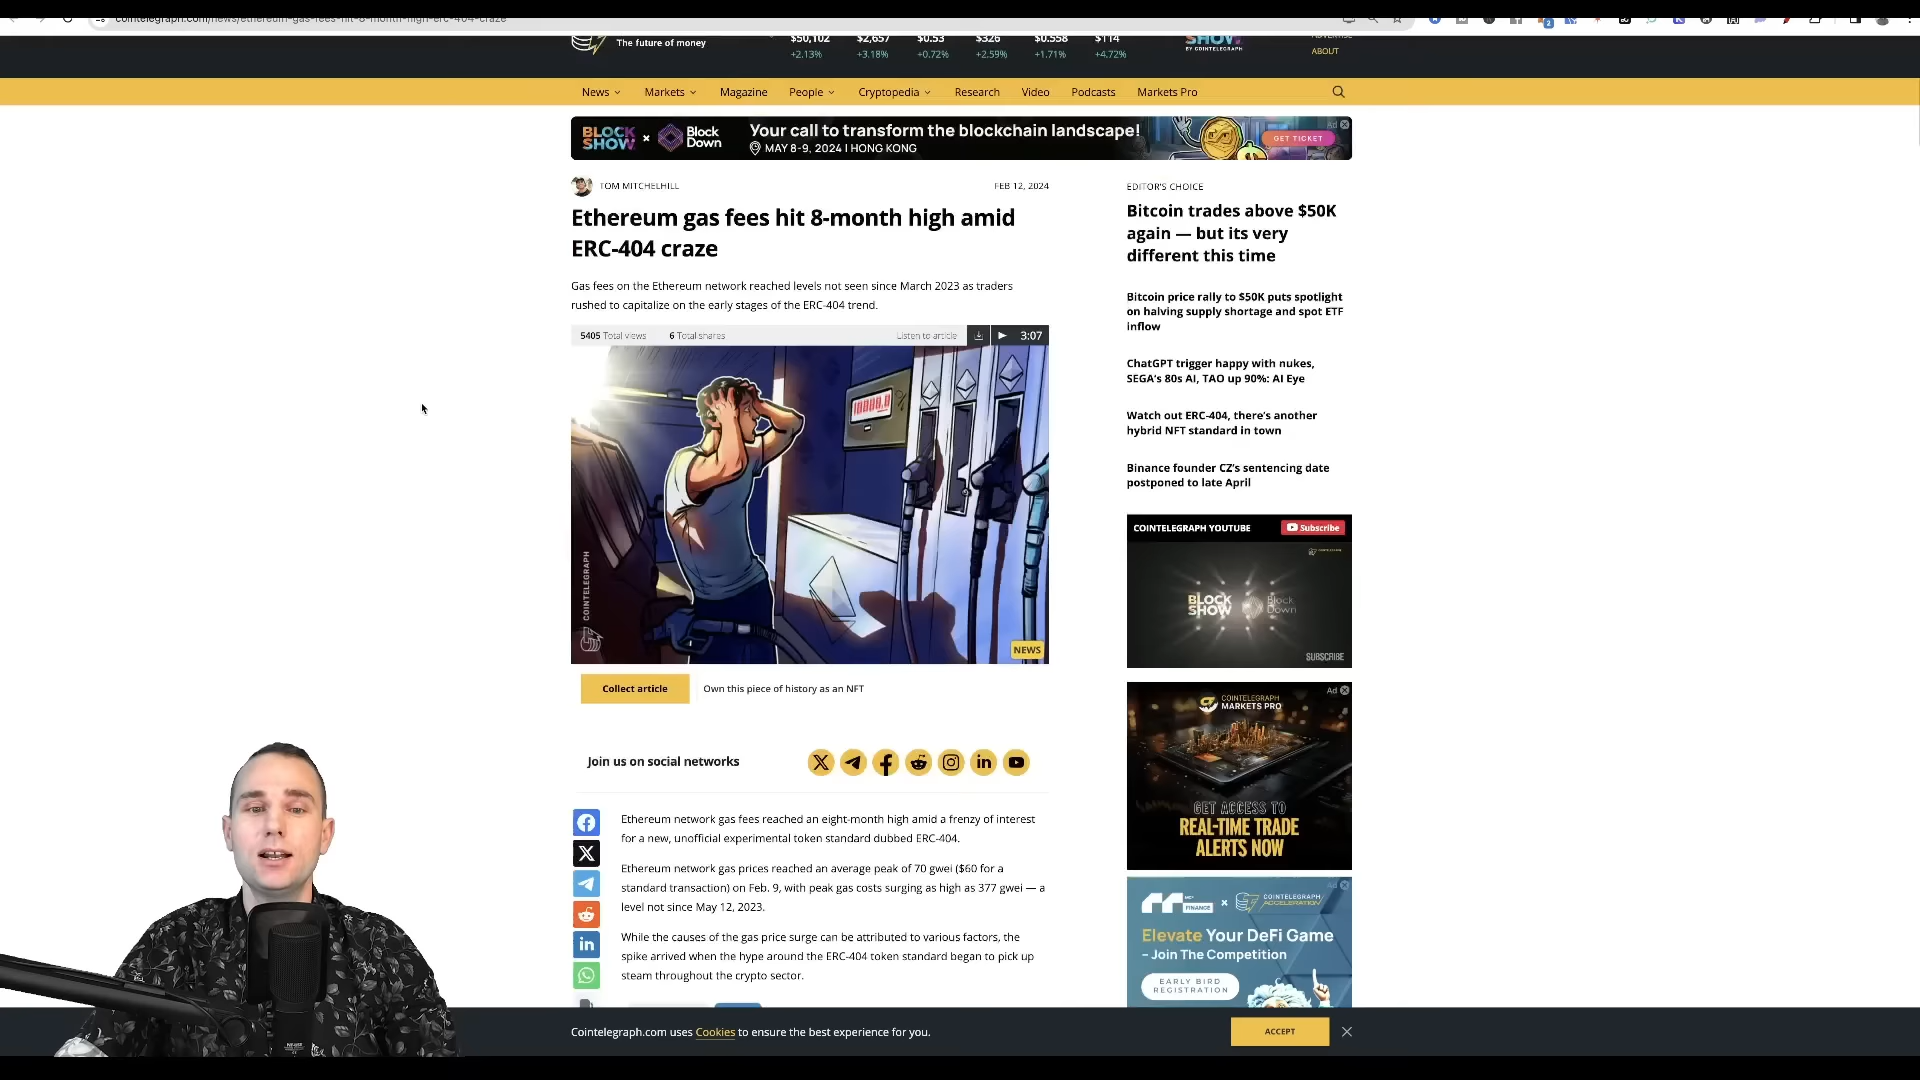 cointelegraph.com/news/ethereum-gas-fees-hit-8-month-high-erc-404-craze
The future of money
$50,102 $2,657 $0.53 $326 $0.558 $114
+2.13% +3.18% +0.72% +2.59% +1.71% +4.72%
SHOW
BY COINTELEGRAPH
ADVERTISE
ABOUT
News Markets Magazine People Cryptopedia Research Video Podcasts Markets Pro
BLOCK SHOW × Block Down
Your call to transform the blockchain landscape!
MAY 8-9, 2024 | HONG KONG
GET TICKET
Ad
TOM MITCHELHILL
FEB 12, 2024
Ethereum gas fees hit 8-month high amid
ERC-404 craze
Gas fees on the Ethereum network reached levels not seen since March 2023 as traders
rushed to capitalize on the early stages of the ERC-404 trend.
5405 Total views 6 Total shares Listen to article 3:07
10000.0
COINTELEGRAPH
NEWS
Collect article Own this piece of history as an NFT
Join us on social networks
Ethereum network gas fees reached an eight-month high amid a frenzy of interest
for a new, unofficial experimental token standard dubbed ERC-404.
Ethereum network gas prices reached an average peak of 70 gwei ($60 for a
standard transaction) on Feb. 9, with peak gas costs surging as high as 377 gwei — a
level not since May 12, 2023.
While the causes of the gas price surge can be attributed to various factors, the
spike arrived when the hype around the ERC-404 token standard began to pick up
steam throughout the crypto sector.
EDITOR'S CHOICE
Bitcoin trades above $50K
again — but its very
different this time
Bitcoin price rally to $50K puts spotlight
on halving supply shortage and spot ETF
inflow
ChatGPT trigger happy with nukes,
SEGA's 80s AI, TAO up 90%: AI Eye
Watch out ERC-404, there's another
hybrid NFT standard in town
Binance founder CZ's sentencing date
postponed to late April
COINTELEGRAPH YOUTUBE Subscribe
BLOCK SHOW Block Down
SUBSCRIBE
Ad
COINTELEGRAPH
MARKETS PRO
GET ACCESS TO
REAL-TIME TRADE
ALERTS NOW
Ad
FINANCE × COINTELEGRAPH
ACCELERATION
Elevate Your DeFi Game
– Join The Competition
EARLY BIRD
REGISTRATION
Cointelegraph.com uses Cookies to ensure the best experience for you.
ACCEPT